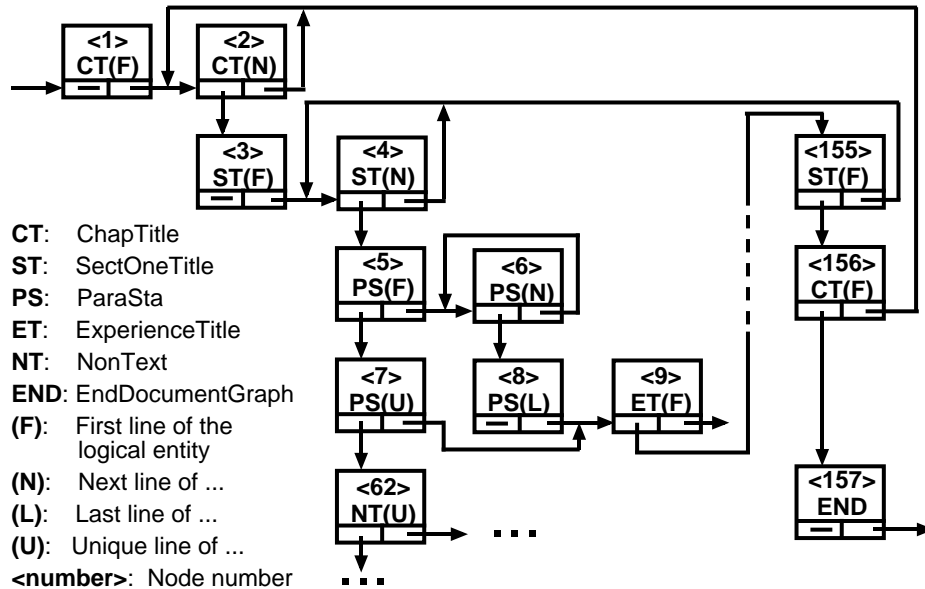 <1>
CT(F)
<2>
CT(N)
<3>
ST(F)
<4>
ST(N)
<155>
ST(F)
<5>
PS(F)
<6>
PS(N)
<156>
CT(F)
<7>
PS(U)
<8>
PS(L)
<9>
ET(F)
<62>
NT(U)
<157>
END
CT: ChapTitle
ST: SectOneTitle
PS: ParaSta
ET: ExperienceTitle
NT: NonText
END: EndDocumentGraph
(F): First line of the
logical entity
(N): Next line of ...
(L): Last line of ...
(U): Unique line of ...
<number>: Node number